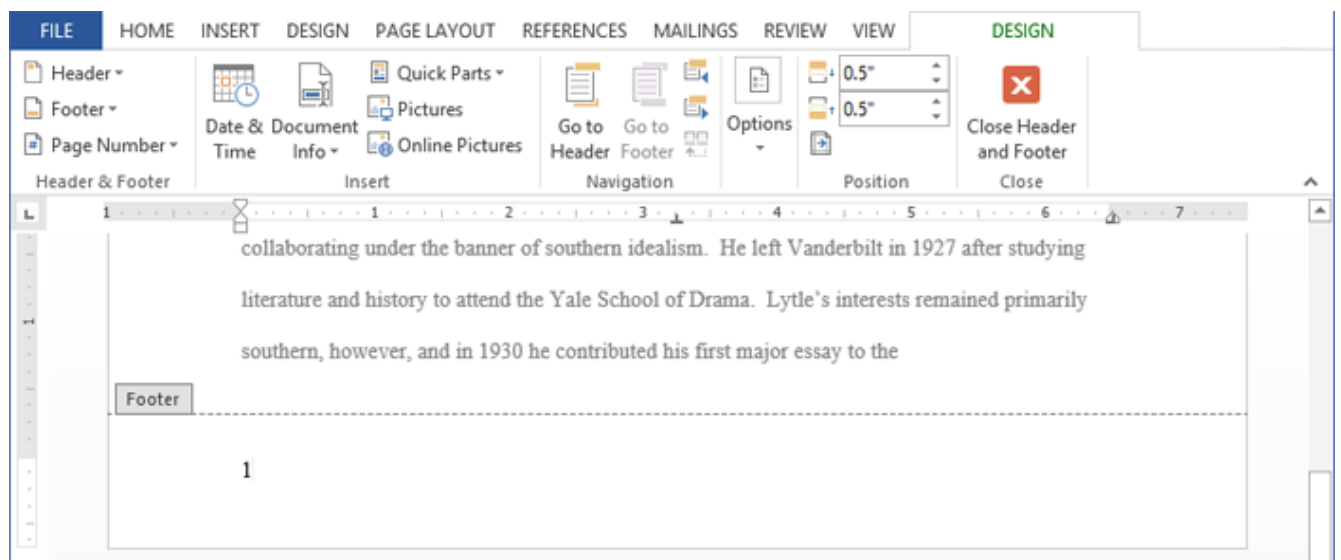 FILE HOME INSERT DESIGN PAGE LAYOUT REFERENCES MAILINGS REVIEW VIEW DESIGN
Header
Footer
Page Number
Header & Footer
Date & Time
Document Info
Quick Parts
Pictures
Online Pictures
Insert
Go to Header
Go to Footer
Navigation
Options
0.5"
0.5"
Position
Close Header and Footer
Close
L
1 1 2 3 4 5 6 7
1
collaborating under the banner of southern idealism.  He left Vanderbilt in 1927 after studying
literature and history to attend the Yale School of Drama.  Lytle’s interests remained primarily
southern, however, and in 1930 he contributed his first major essay to the
Footer
1